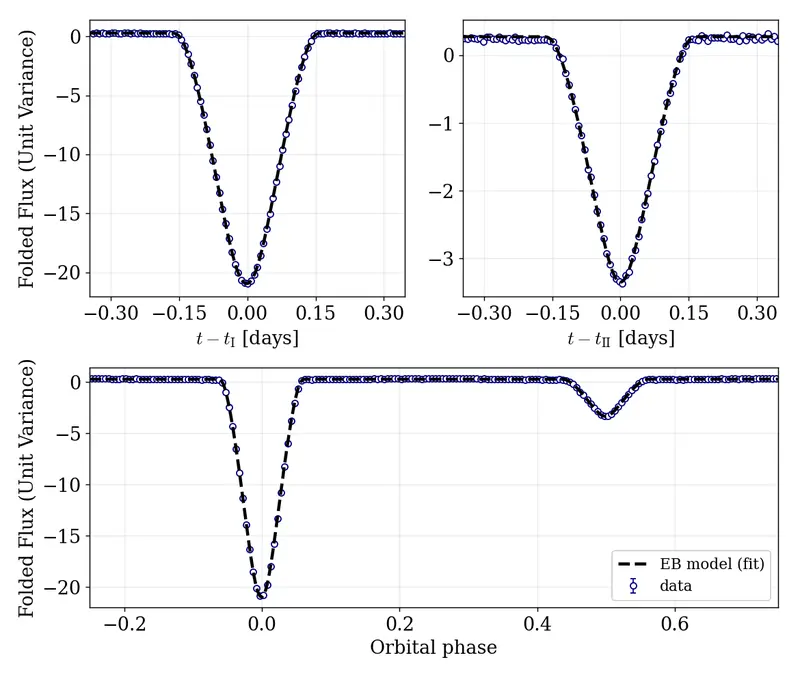 Folded Flux (Unit Variance)
0
−5
−10
−15
−20
−0.30 −0.15 0.00 0.15 0.30
t − t_I [days]
0
−1
−2
−3
−0.30 −0.15 0.00 0.15 0.30
t − t_II [days]
Folded Flux (Unit Variance)
0
−5
−10
−15
−20
EB model (fit)
data
−0.2 0.0 0.2 0.4 0.6
Orbital phase